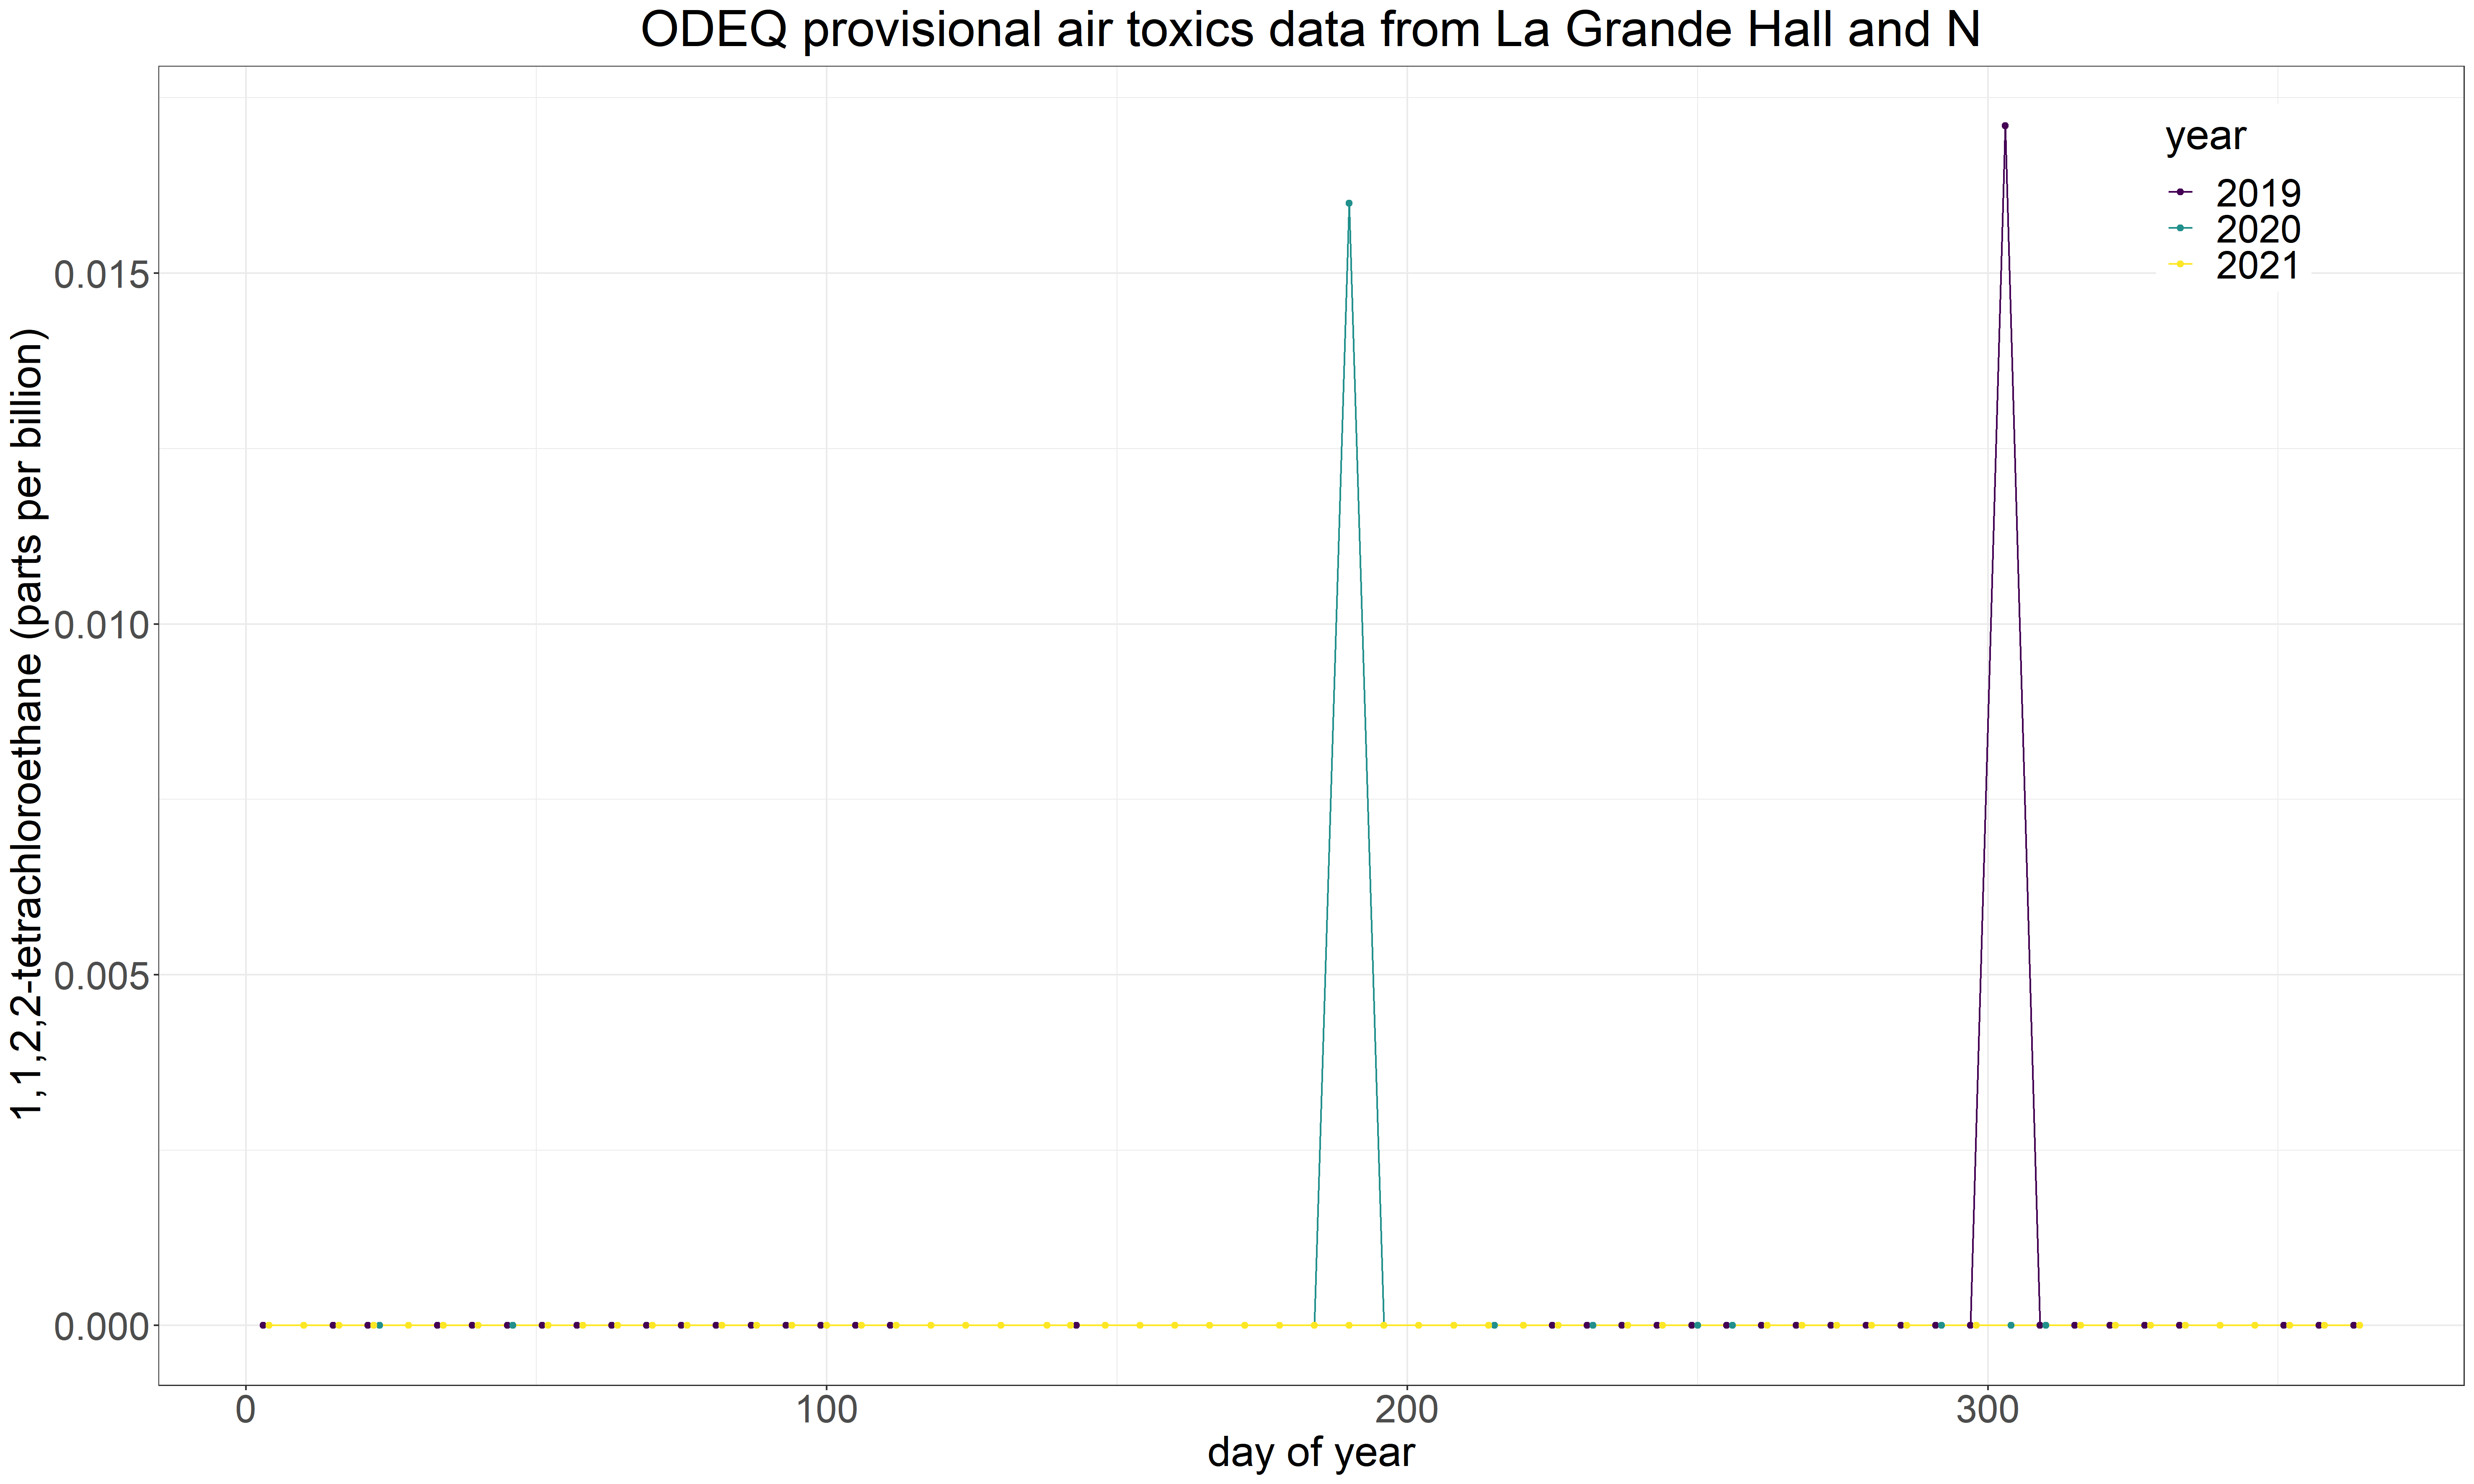 ODEQ provisional air toxics data from La Grande Hall and N
year
2019
2020
2021
1,1,2,2-tetrachloroethane (parts per billion)
0.015
0.010
0.005
0.000
0 100 200 300
day of year